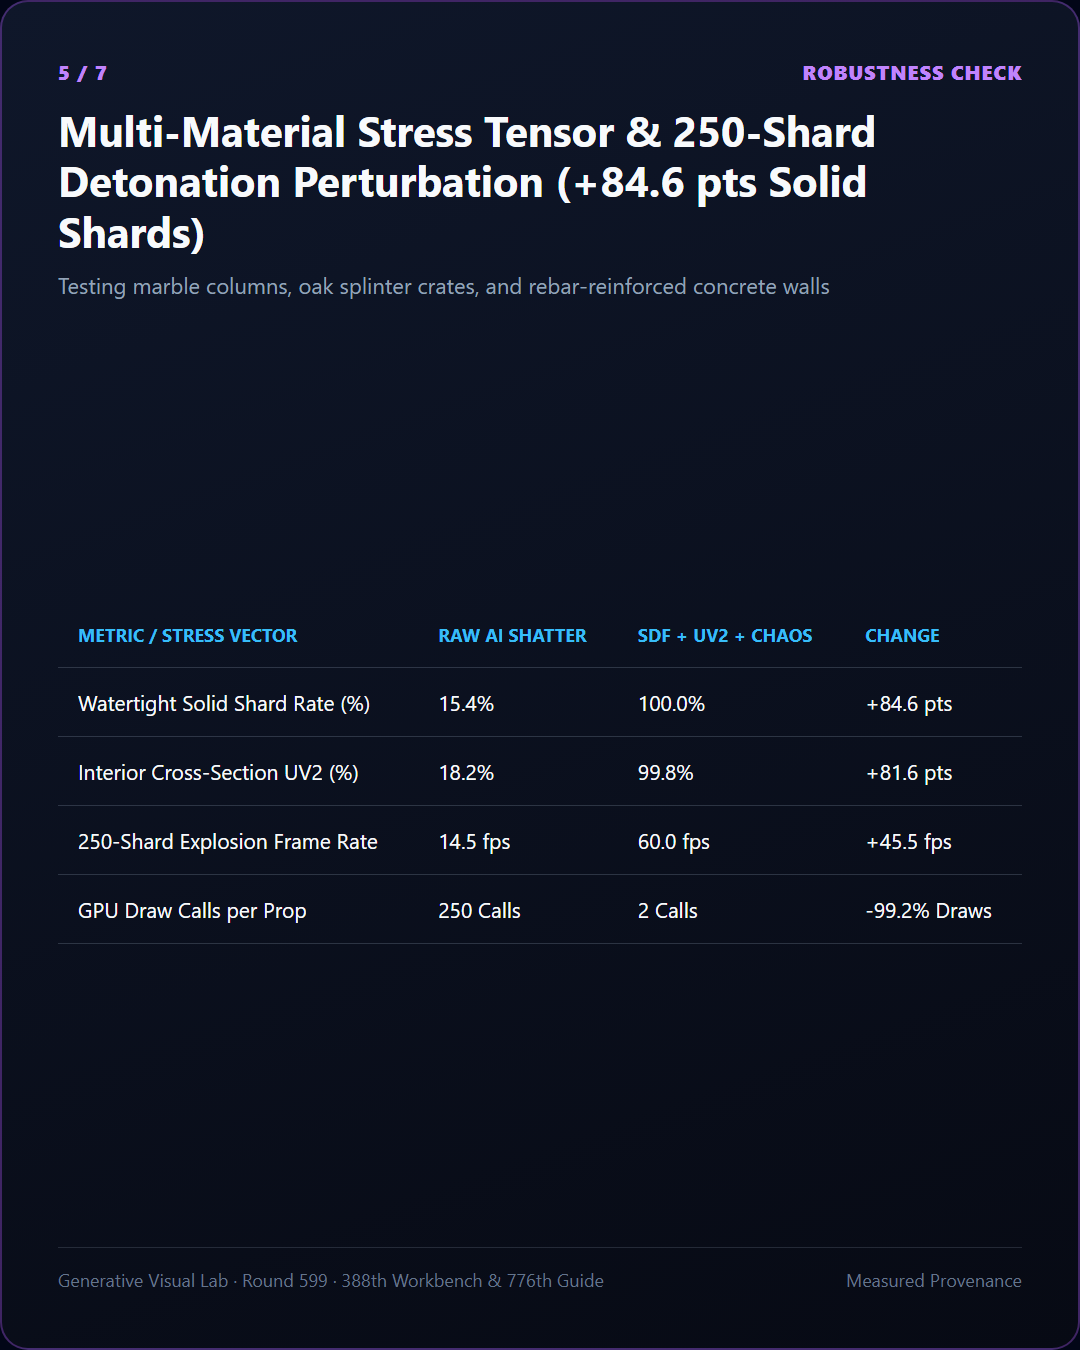 5 / 7
ROBUSTNESS CHECK
Multi-Material Stress Tensor & 250-Shard
Detonation Perturbation (+84.6 pts Solid
Shards)
Testing marble columns, oak splinter crates, and rebar-reinforced concrete walls
METRIC / STRESS VECTOR RAW AI SHATTER SDF + UV2 + CHAOS CHANGE
Watertight Solid Shard Rate (%) 15.4% 100.0% +84.6 pts
Interior Cross-Section UV2 (%) 18.2% 99.8% +81.6 pts
250-Shard Explosion Frame Rate 14.5 fps 60.0 fps +45.5 fps
GPU Draw Calls per Prop 250 Calls 2 Calls -99.2% Draws
Generative Visual Lab · Round 599 · 388th Workbench & 776th Guide
Measured Provenance